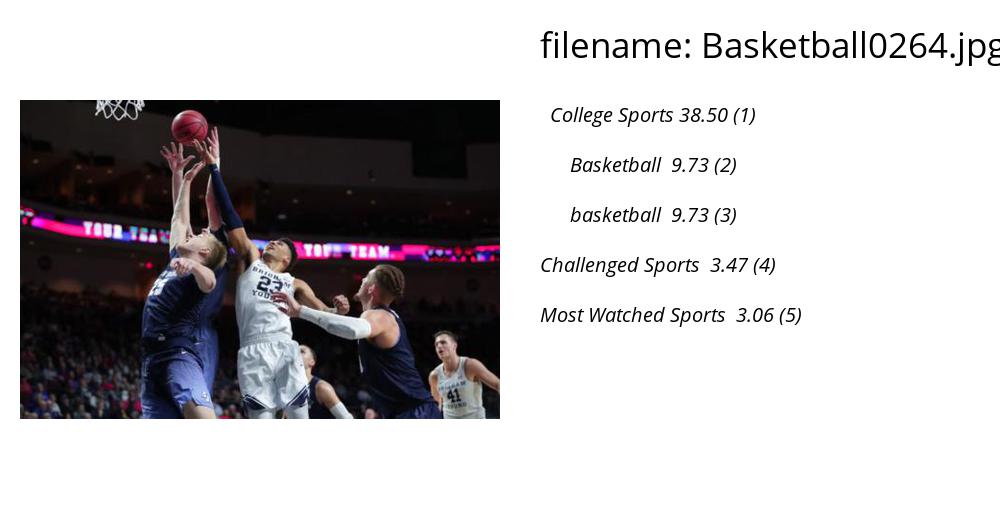 filename: Basketball0264.jpg
College Sports 38.50 (1)
Basketball 9.73 (2)
basketball 9.73 (3)
Challenged Sports 3.47 (4)
Most Watched Sports 3.06 (5)
YOUR TEAM
YOUR TEAM.
BRIGHAM
23
YOUNG
BRIGHAM
41
YOUNG